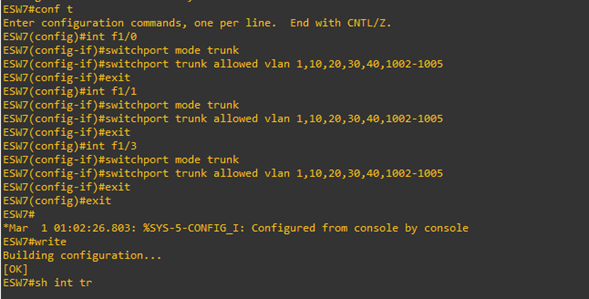 ESW7#conf t
Enter configuration commands, one per line.  End with CNTL/Z.
ESW7(config)#int f1/0
ESW7(config-if)#switchport mode trunk
ESW7(config-if)#switchport trunk allowed vlan 1,10,20,30,40,1002-1005
ESW7(config-if)#exit
ESW7(config)#int f1/1
ESW7(config-if)#switchport mode trunk
ESW7(config-if)#switchport trunk allowed vlan 1,10,20,30,40,1002-1005
ESW7(config-if)#exit
ESW7(config)#int f1/3
ESW7(config-if)#switchport mode trunk
ESW7(config-if)#switchport trunk allowed vlan 1,10,20,30,40,1002-1005
ESW7(config-if)#exit
ESW7(config)#exit
ESW7#
*Mar  1 01:02:26.803: %SYS-5-CONFIG_I: Configured from console by console
ESW7#write
Building configuration...
[OK]
ESW7#sh int tr